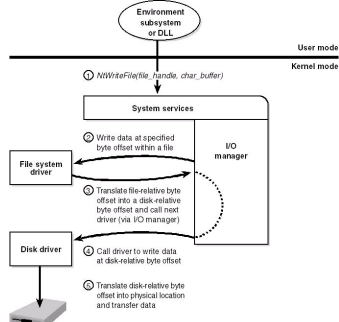 Environment
subsystem
or DLL
User mode
Kernel mode
1 NtWriteFile(file_handle, char_buffer)
System services
2 Write data at specified
byte offset within a file
I/O
manager
File system
driver
3 Translate file-relative byte
offset into a disk-relative
byte offset and call next
driver (via I/O manager)
Disk driver
4 Call driver to write data
at disk-relative byte offset
5 Translate disk-relative byte
offset into physical location
and transfer data